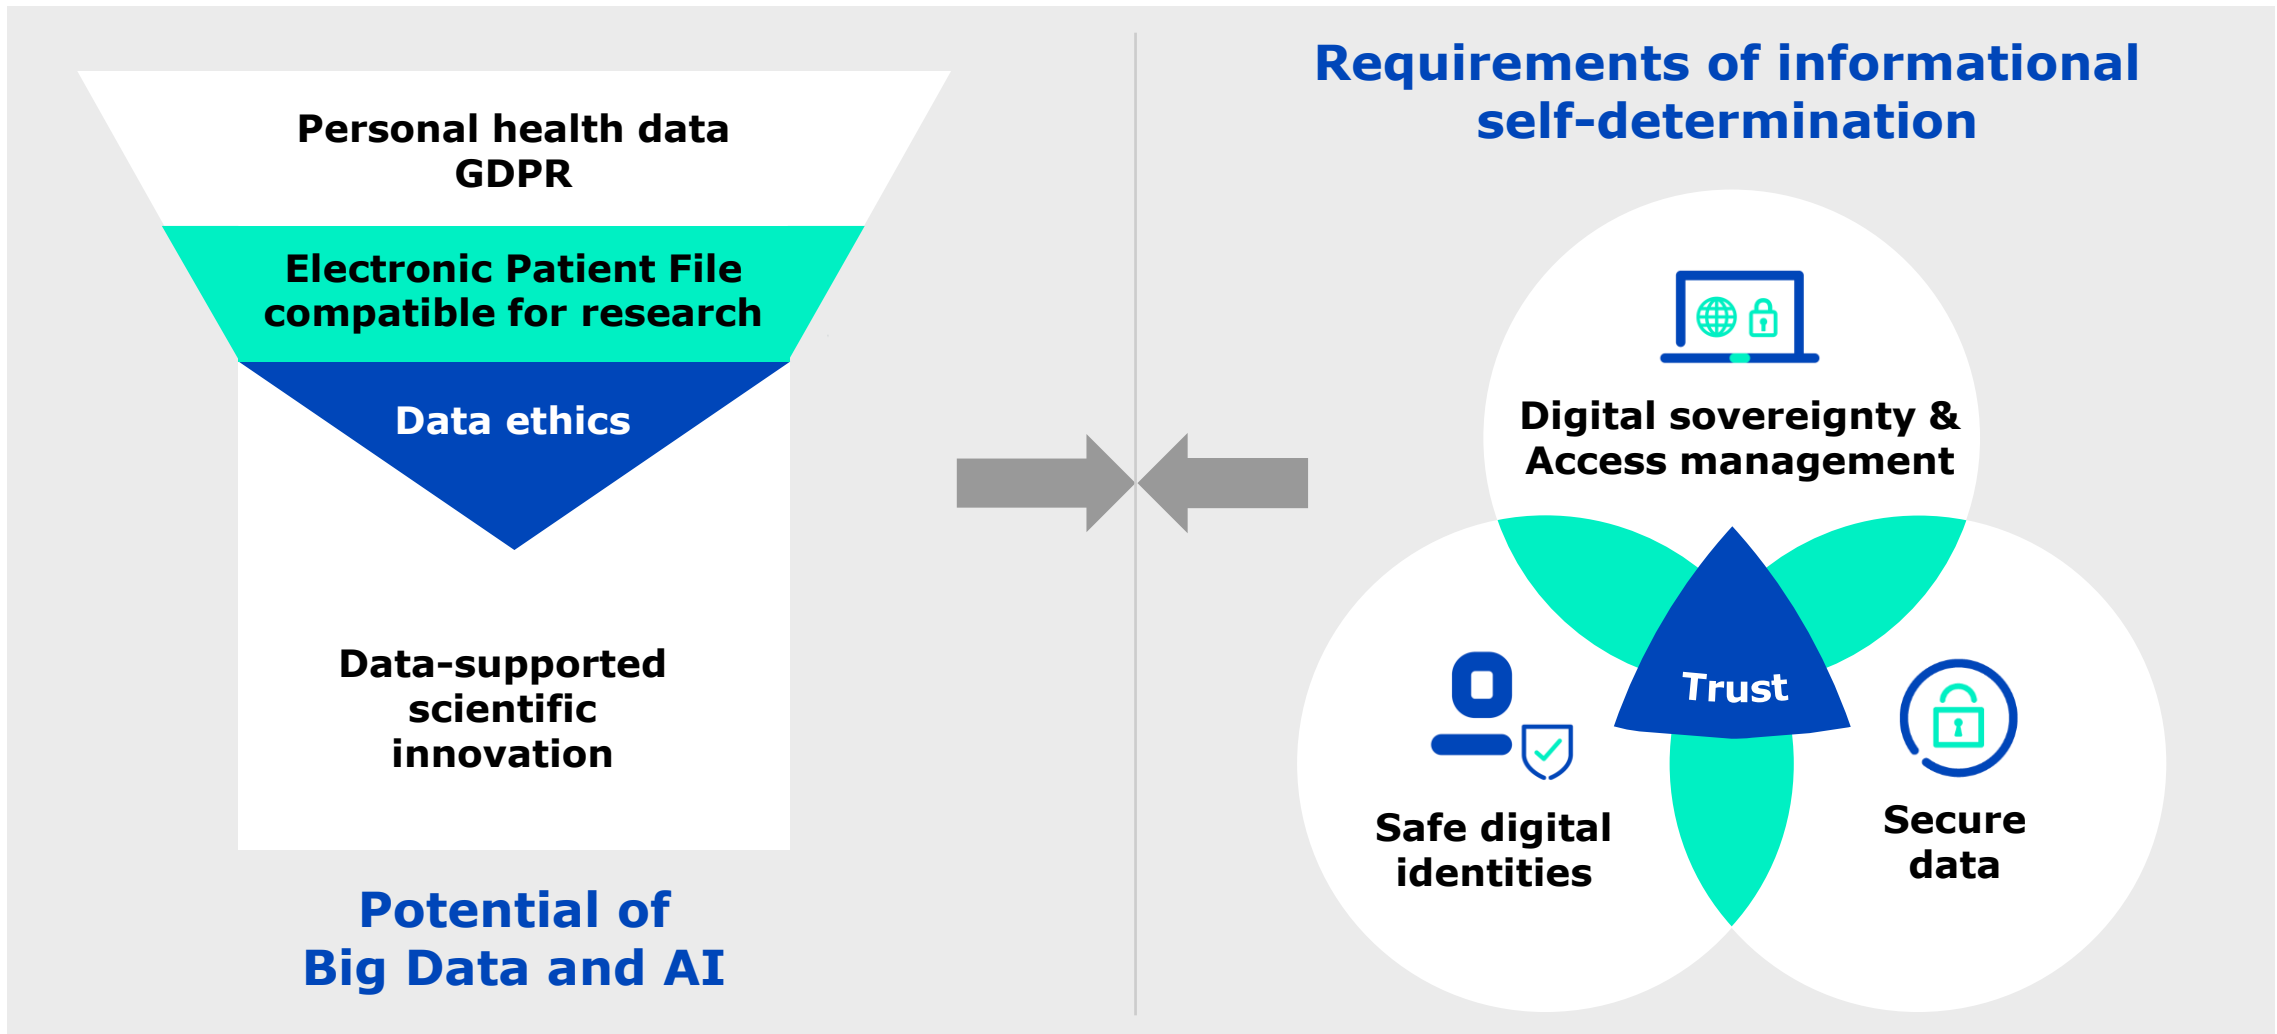 Personal health data
GDPR
Electronic Patient File
compatible for research
Data ethics
Data-supported
scientific
innovation
Potential of
Big Data and AI
Requirements of informational
self-determination
Digital sovereignty &
Access management
Trust
Safe digital
identities
Secure
data